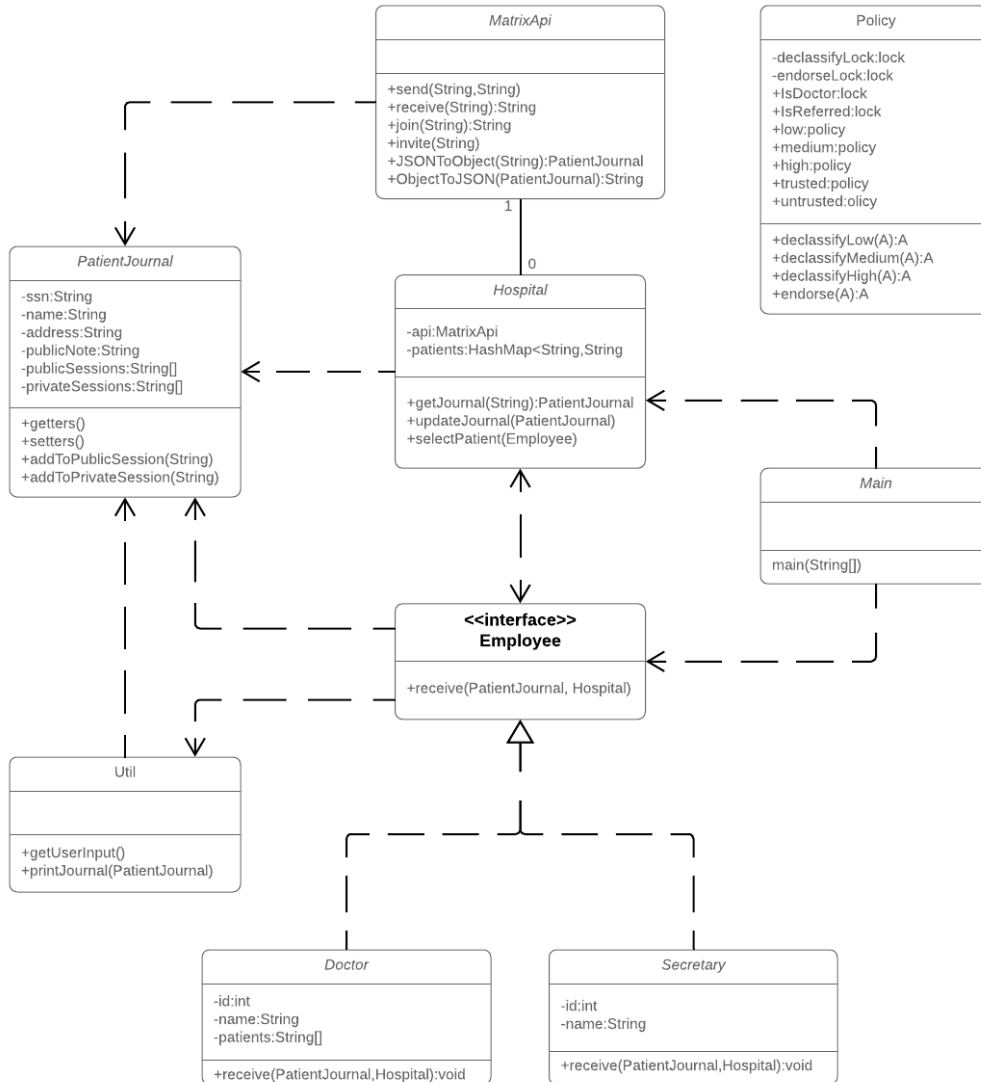 MatrixApi
+send(String,String)
+receive(String):String
+join(String):String
+invite(String)
+JSONToObject(String):PatientJournal
+ObjectToJSON(PatientJournal):String
Policy
-declassifyLock:lock
-endorseLock:lock
+IsDoctor:lock
+IsReferred:lock
+low:policy
+medium:policy
+high:policy
+trusted:policy
+untrusted:olicy
+declassifyLow(A):A
+declassifyMedium(A):A
+declassifyHigh(A):A
+endorse(A):A
1
0
PatientJournal
-ssn:String
-name:String
-address:String
-publicNote:String
-publicSessions:String[]
-privateSessions:String[]
+getters()
+setters()
+addToPublicSession(String)
+addToPrivateSession(String)
Hospital
-api:MatrixApi
-patients:HashMap<String,String
+getJournal(String):PatientJournal
+updateJournal(PatientJournal)
+selectPatient(Employee)
Main
main(String[])
<<interface>>
Employee
+receive(PatientJournal, Hospital)
Util
+getUserInput()
+printJournal(PatientJournal)
Doctor
-id:int
-name:String
-patients:String[]
+receive(PatientJournal,Hospital):void
Secretary
-id:int
-name:String
+receive(PatientJournal,Hospital):void